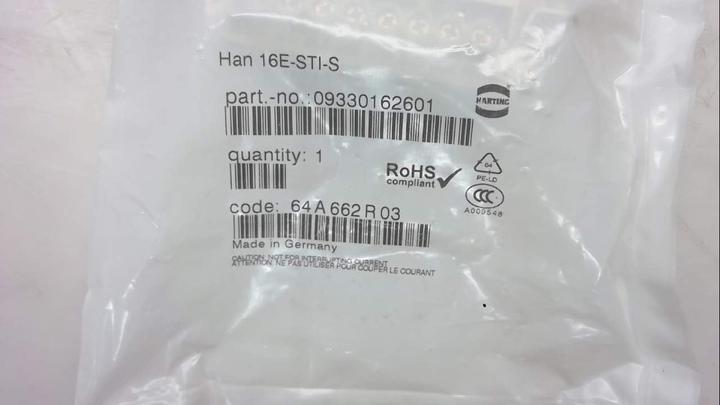 Han 16E-STI-S
part.-no.: 09330162601
HARTING
quantity: 1
RoHS
compliant
04
PE-LD
CCC
A009548
code: 64 A 662 R 03
Made in Germany
CAUTION: NOT FOR INTERRUPTING CURRENT
ATTENTION: NE PAS UTILISER POUR COUPER LE COURANT